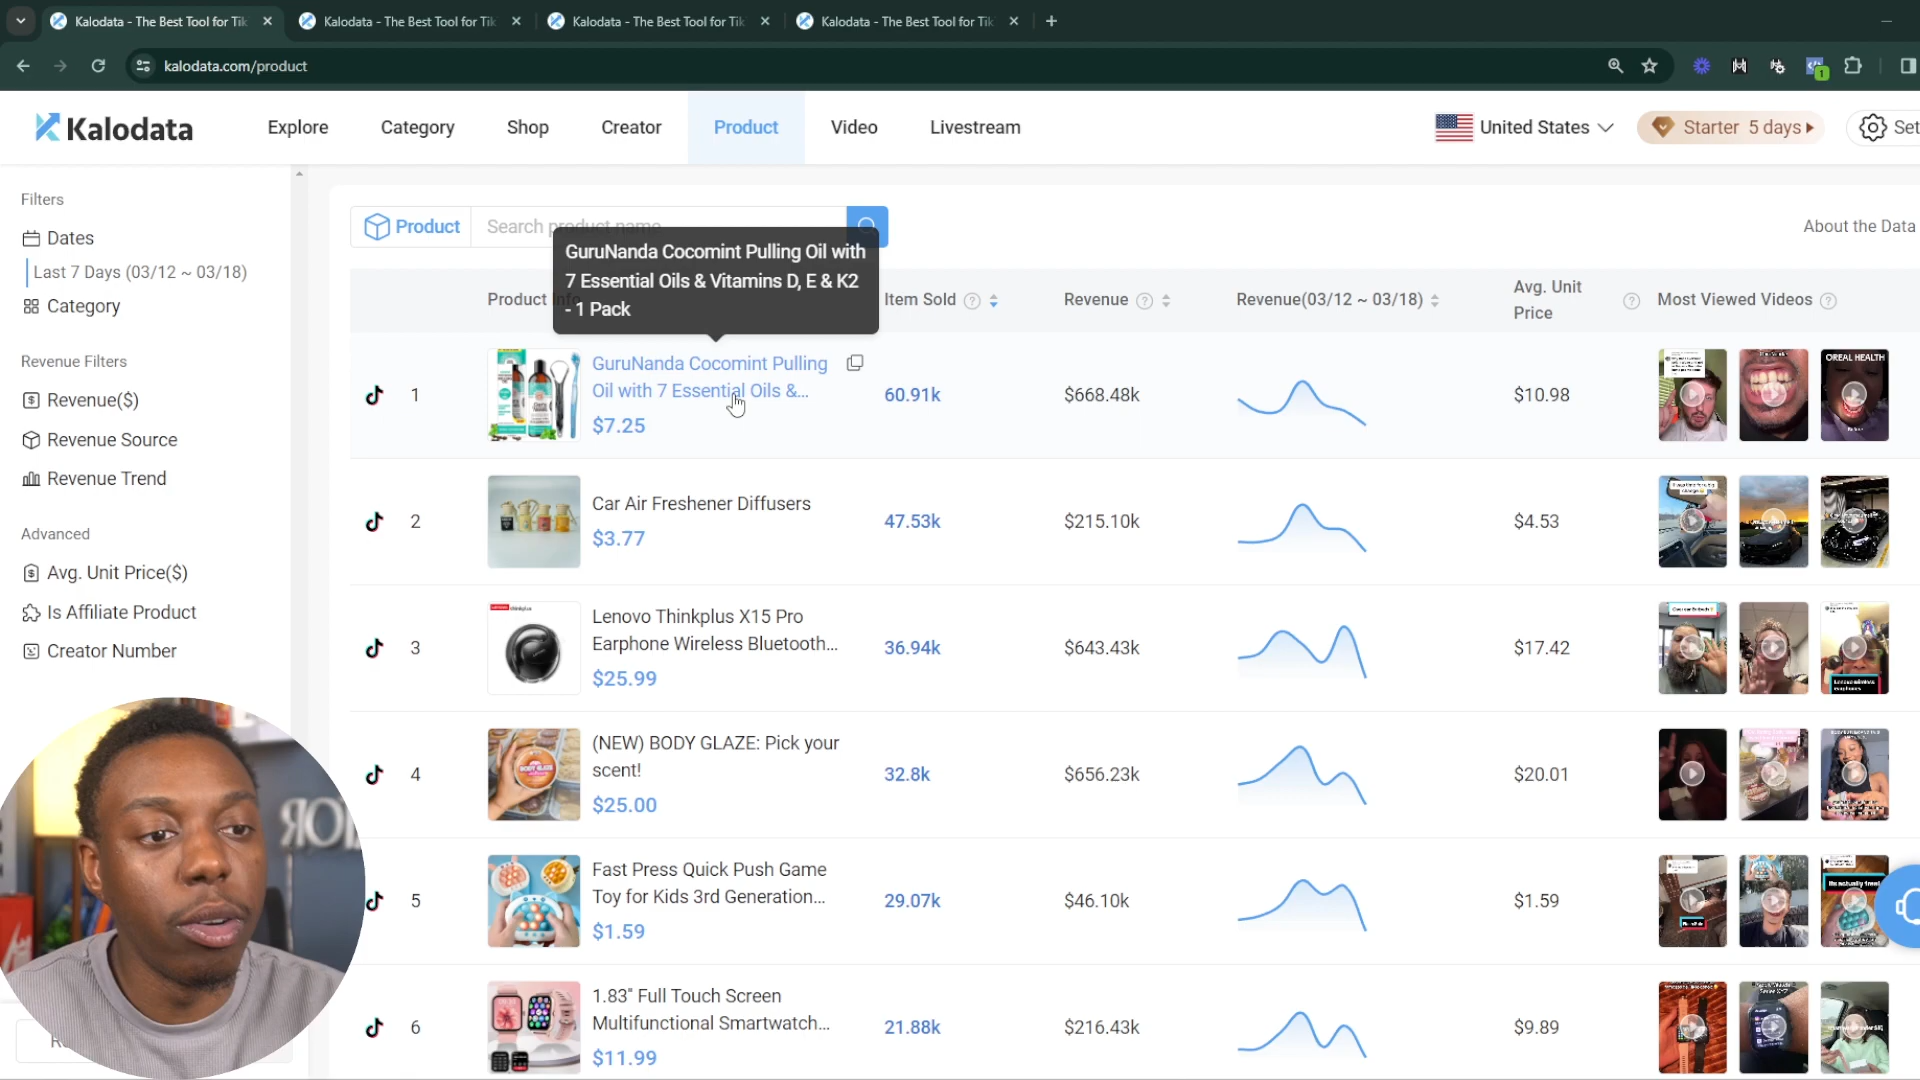 Kalodata - The Best Tool for Tik
Kalodata - The Best Tool for Tik
Kalodata - The Best Tool for Tik
Kalodata - The Best Tool for Tik
kalodata.com/product
1
Kalodata
Explore
Category
Shop
Creator
Product
Video
Livestream
United States
Starter 5 days
Set
Filters
Dates
Last 7 Days (03/12 ~ 03/18)
Category
Revenue Filters
Revenue($)
Revenue Source
Revenue Trend
Advanced
Avg. Unit Price($)
Is Affiliate Product
Creator Number
Product
Search product name
About the Data
GuruNanda Cocomint Pulling Oil with
7 Essential Oils & Vitamins D, E & K2
- 1 Pack
Product
Item Sold
Revenue
Revenue(03/12 ~ 03/18)
Avg. Unit
Price
Most Viewed Videos
1
GuruNanda Cocomint Pulling
Oil with 7 Essential Oils &...
$7.25
60.91k
$668.48k
$10.98
OREAL HEALTH
2
Car Air Freshener Diffusers
$3.77
47.53k
$215.10k
$4.53
3
Lenovo Thinkplus X15 Pro
Earphone Wireless Bluetooth...
$25.99
36.94k
$643.43k
$17.42
4
(NEW) BODY GLAZE: Pick your
scent!
$25.00
32.8k
$656.23k
$20.01
5
Fast Press Quick Push Game
Toy for Kids 3rd Generation...
$1.59
29.07k
$46.10k
$1.59
6
1.83" Full Touch Screen
Multifunctional Smartwatch...
$11.99
21.88k
$216.43k
$9.89